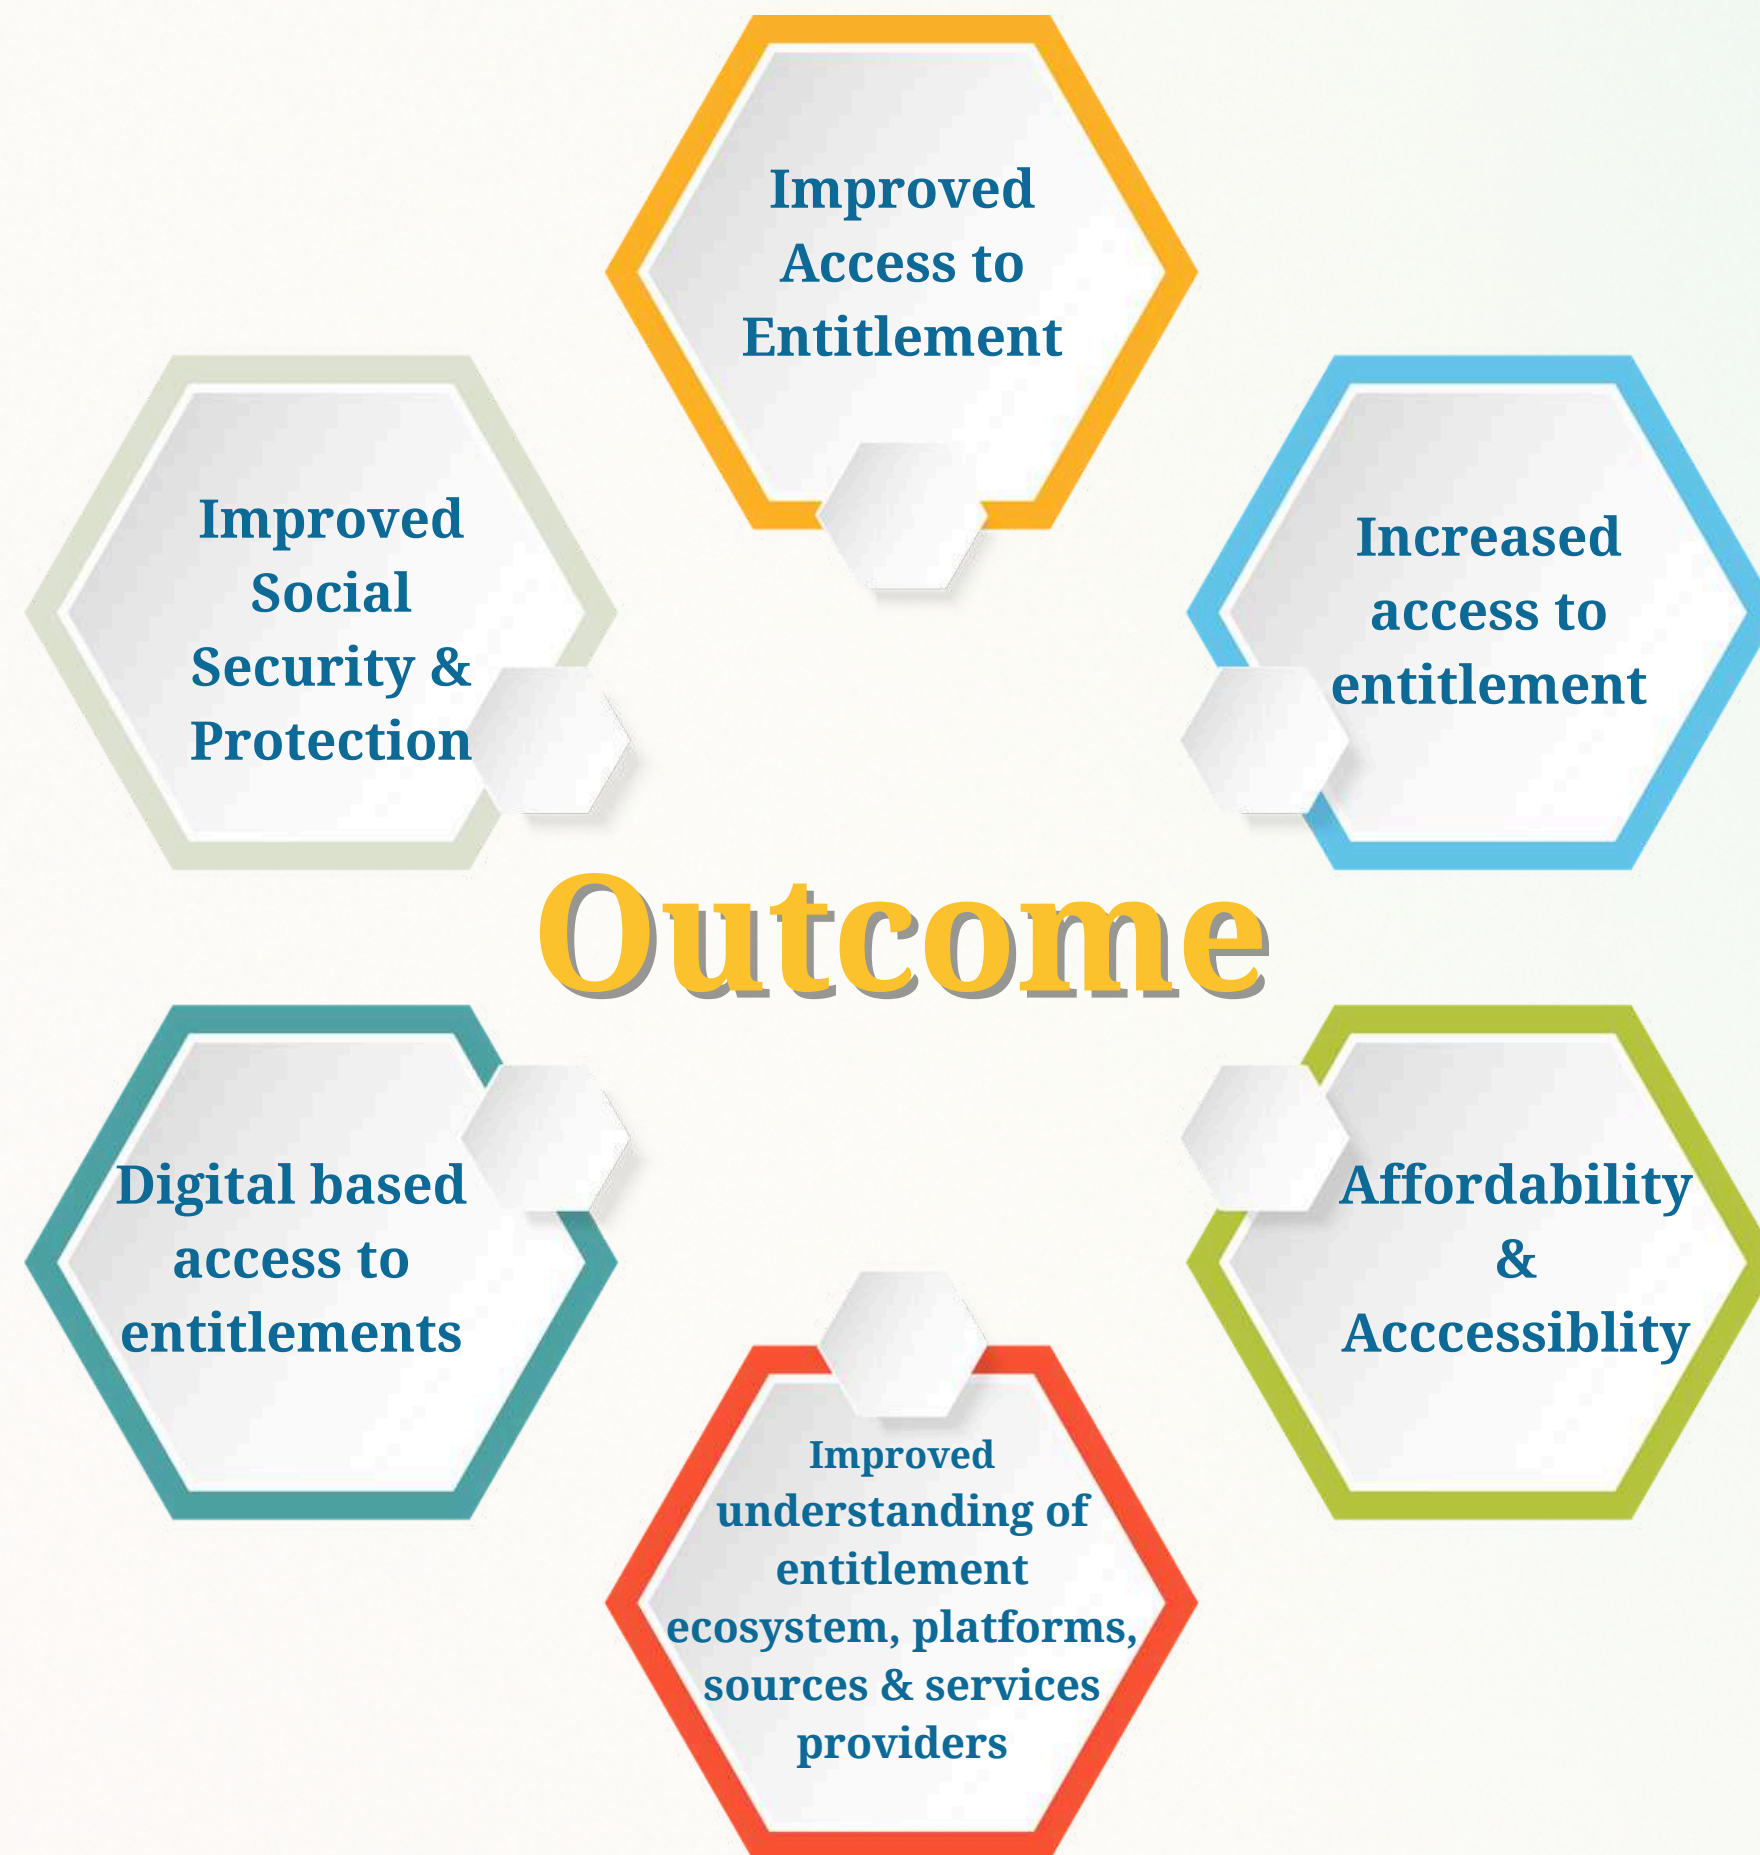 Improved
Access to
Entitlement
Improved
Social
Security &
Protection
Increased
access to
entitlement
Outcome
Digital based
access to
entitlements
Affordability
&
Acccessiblity
Improved
understanding of
entitlement
ecosystem, platforms,
sources & services
providers